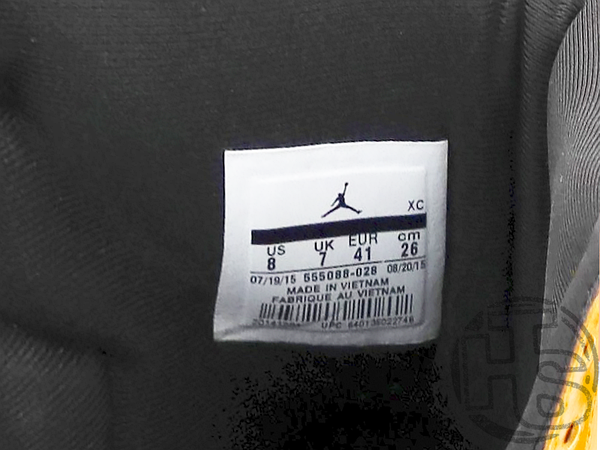 XC
US UK EUR cm
8 7 41 26
07/19/15 555088-028 08/20/15
MADE IN VIETNAM
FABRIQUE AU VIETNAM
UPC